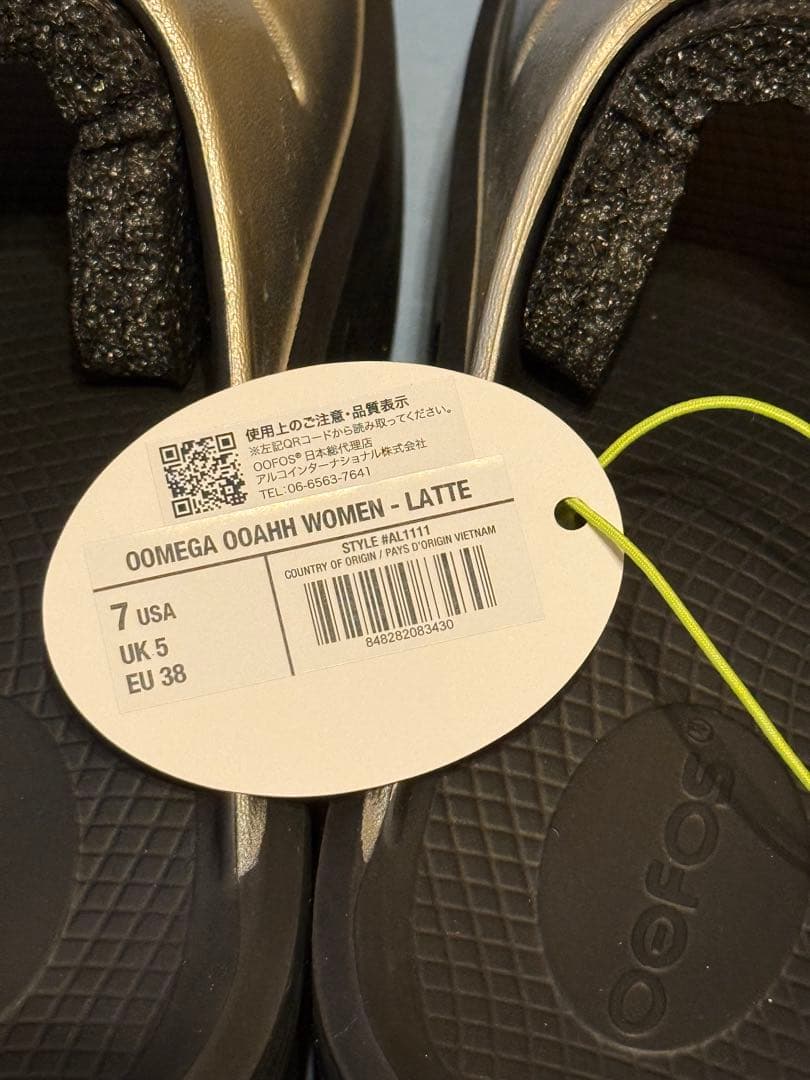 使用上のご注意・品質表示
※左記QRコードから読み取ってください。
OOFOS® 日本総代理店
アルコインターナショナル株式会社
TEL:06-6563-7641
OOMEGA OOAHH WOMEN - LATTE
7 USA
UK 5
EU 38
STYLE #AL1111
COUNTRY OF ORIGIN / PAYS D'ORIGIN VIETNAM
848282083430
OOFOS®